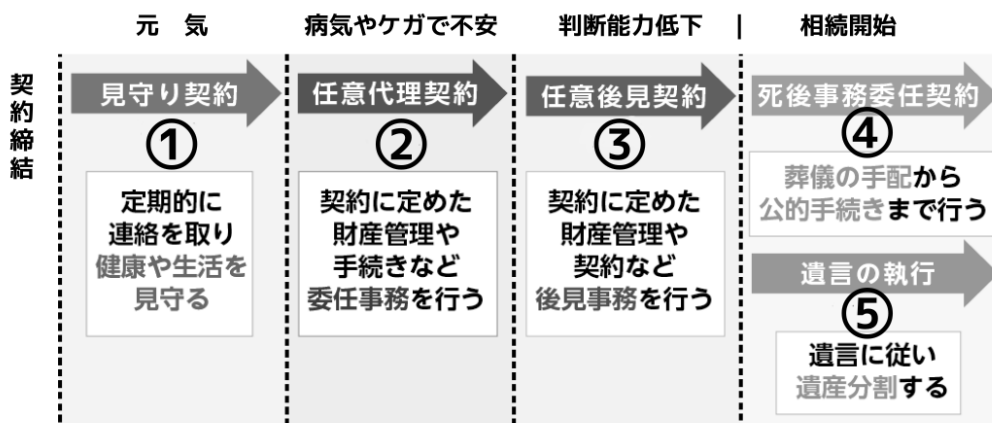 元 気
病気やケガで不安
判断能力低下
|
相続開始
契約締結
見守り契約
①
定期的に
連絡を取り
健康や生活を
見守る
任意代理契約
②
契約に定めた
財産管理や
手続きなど
委任事務を行う
任意後見契約
③
契約に定めた
財産管理や
契約など
後見事務を行う
死後事務委任契約
④
葬儀の手配から
公的手続きまで行う
遺言の執行
⑤
遺言に従い
遺産分割する